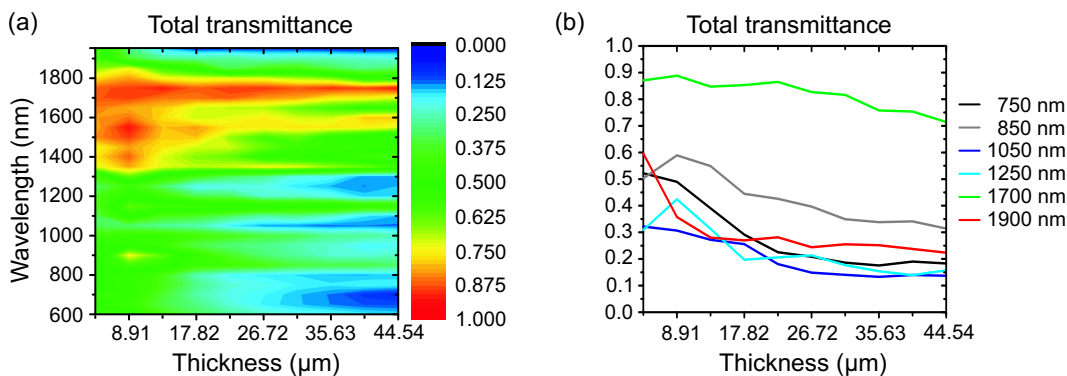 (a)
Total transmittance
Wavelength (nm)
1800
1600
1400
1200
1000
800
600
8.91
17.82
26.72
35.63
44.54
Thickness (µm)
0.000
0.125
0.250
0.375
0.500
0.625
0.750
0.875
1.000
(b)
Total transmittance
1.0
0.9
0.8
0.7
0.6
0.5
0.4
0.3
0.2
0.1
0.0
8.91
17.82
26.72
35.63
44.54
Thickness (µm)
750 nm
850 nm
1050 nm
1250 nm
1700 nm
1900 nm